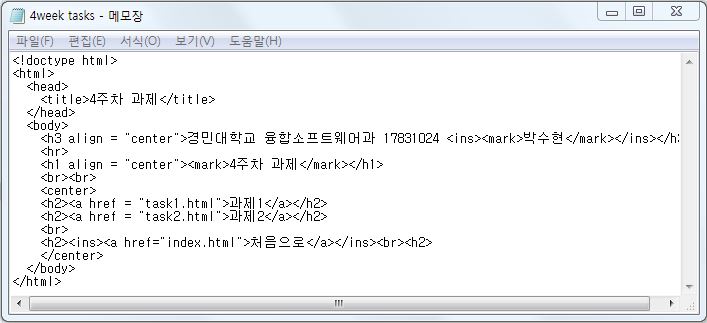 4week tasks - 메모장
파일(F) 편집(E) 서식(O) 보기(V) 도움말(H)
<!doctype html>
<html>
  <head>
    <title>4주차 과제</title>
  </head>
  <body>
    <h3 align = "center">경민대학교 융합소프트웨어과 17831024 <ins><mark>박수현</mark></ins></h3
    <hr>
    <h1 align = "center"><mark>4주차 과제</mark></h1>
    <br><br>
    <center>
    <h2><a href = "task1.html">과제1</a></h2>
    <h2><a href = "task2.html">과제2</a></h2>
    <br>
    <h2><ins><a href="index.html">처음으로</a></ins><br><h2>
    </center>
  </body>
</html>